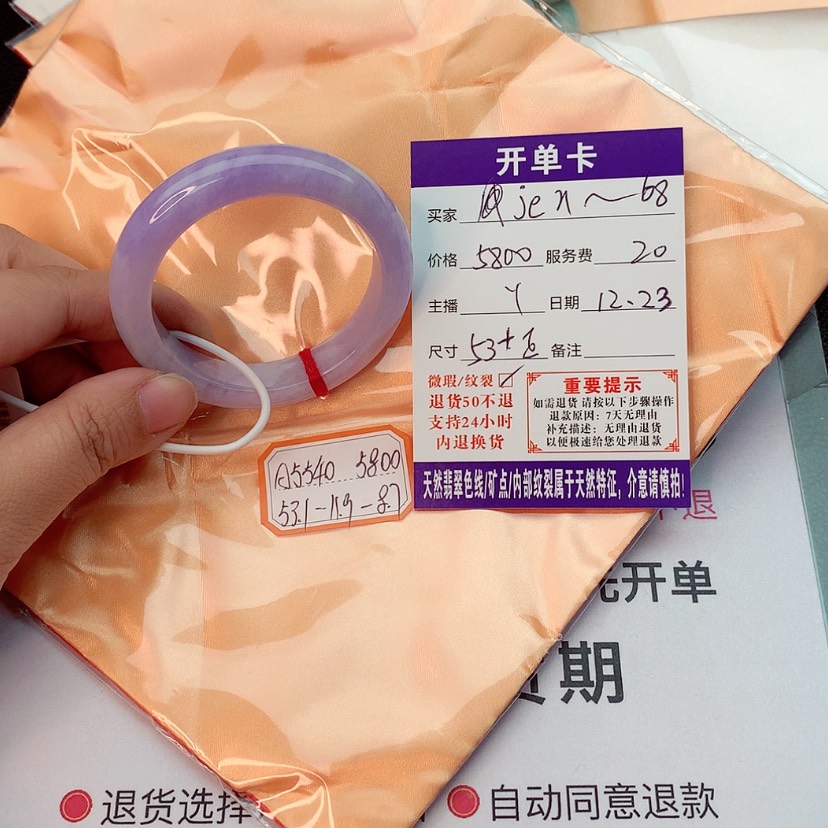 开单卡
买家 jen～68
价格 5800 服务费 20
主播 Y 日期 12.23
尺寸 53+ 备注
微瑕/纹裂 ☑
退货50不退
支持24小时
内退换货
重要提示
如需退货 请按以下步骤操作
退款原因：7天无理由
补充描述：无理由退货
以便极速给您处理退款
天然翡翠色线/矿点/内部纹裂属于天然特征，介意请慎拍！
A5540 5800
53.1-11.9-8.7
退
开单
期
退货选择
自动同意退款